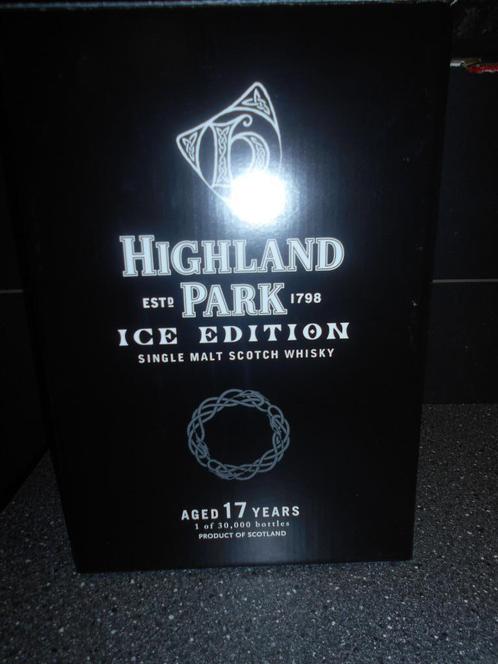 h
HIGHLAND
ESTD PARK 1798
ICE EDITION
SINGLE MALT SCOTCH WHISKY
AGED 17 YEARS
1 of 30,000 bottles
PRODUCT OF SCOTLAND